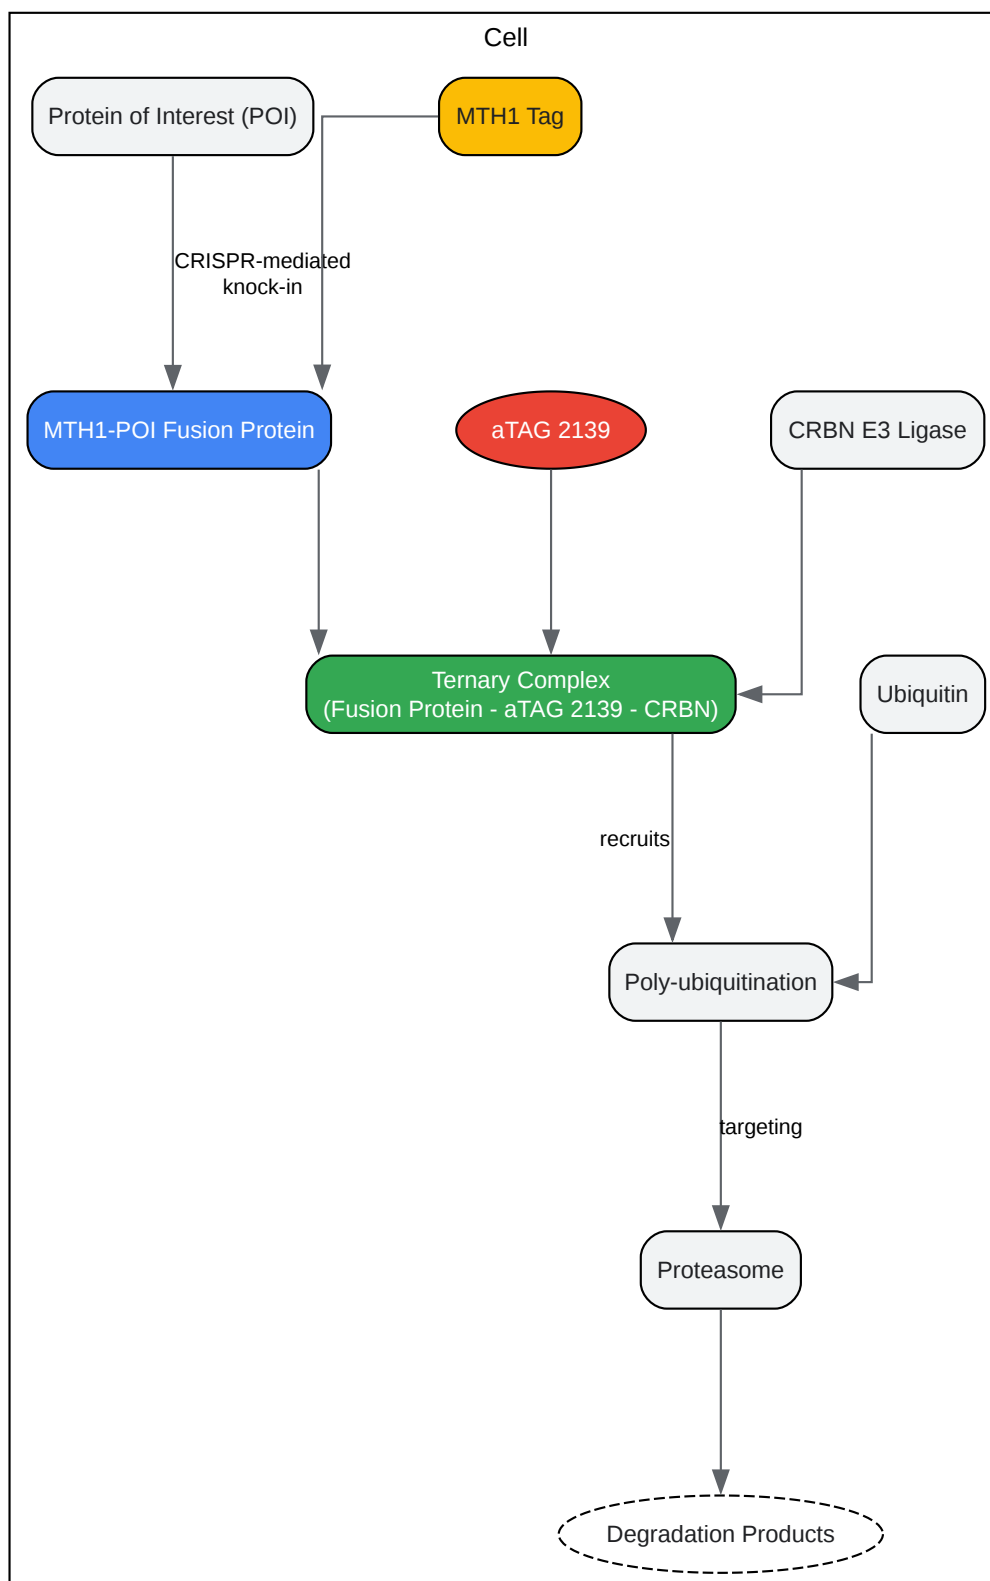 Cell
Protein of Interest (POI)
MTH1 Tag
CRISPR-mediated
knock-in
MTH1-POI Fusion Protein
aTAG 2139
CRBN E3 Ligase
Ternary Complex
(Fusion Protein - aTAG 2139 - CRBN)
Ubiquitin
recruits
Poly-ubiquitination
targeting
Proteasome
Degradation Products